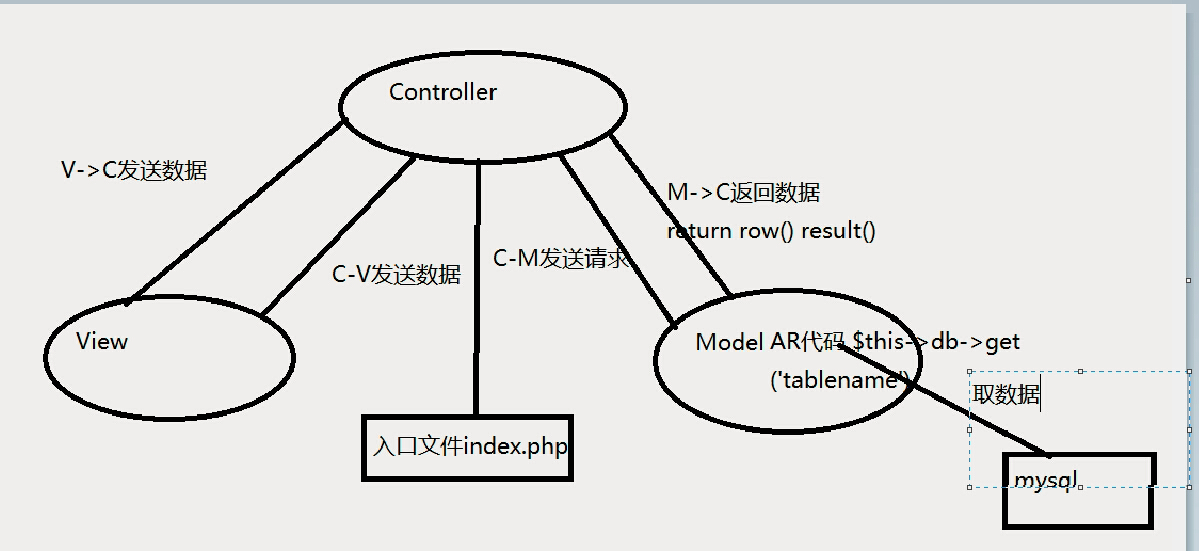 Controller
V->C发送数据
M->C返回数据
return row() result()
C-M发送请求
C-V发送数据
View
Model AR代码 $this->db->get
('tablename')
取数据
入口文件index.php
mysql